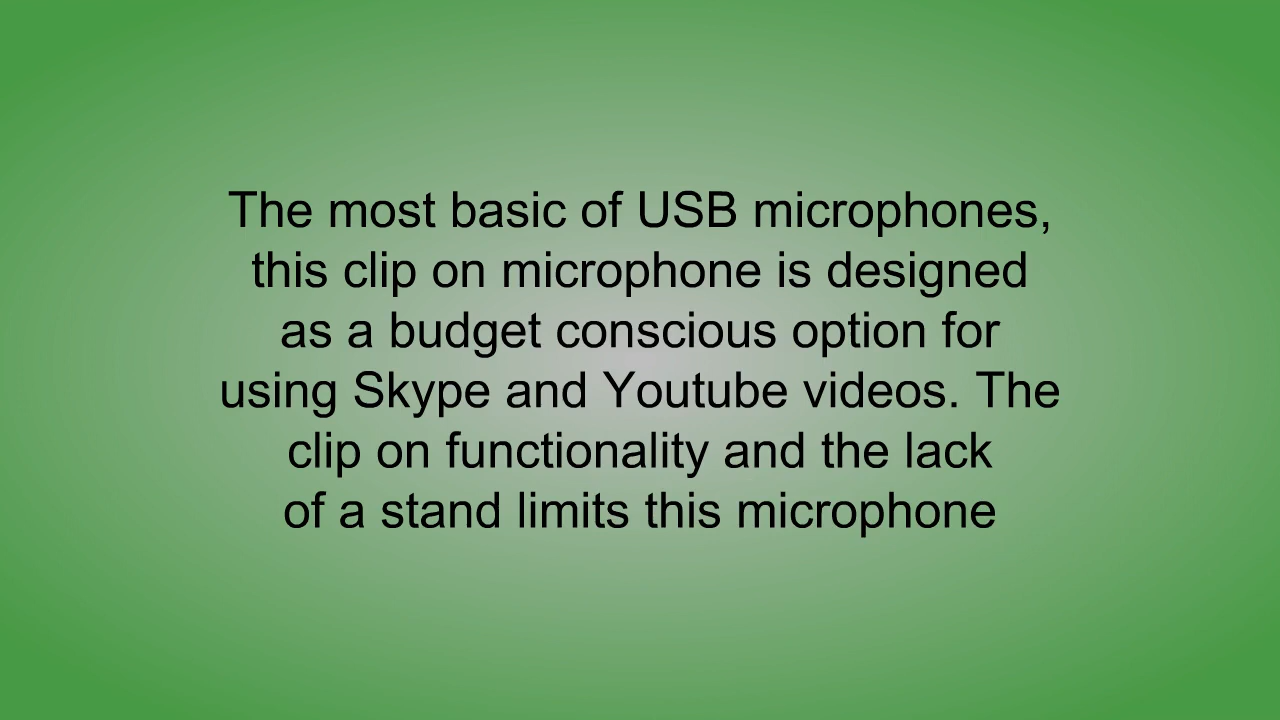 The most basic of USB microphones,
this clip on microphone is designed
as a budget conscious option for
using Skype and Youtube videos. The
clip on functionality and the lack
of a stand limits this microphone